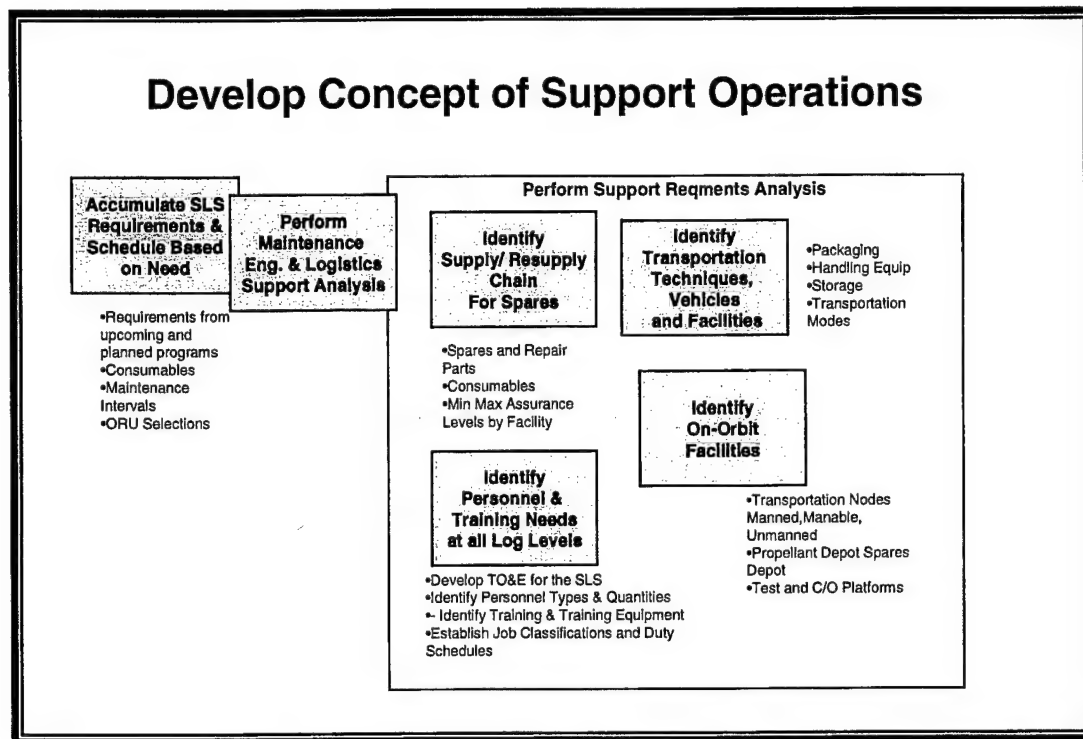 Develop Concept of Support Operations
Accumulate SLS
Requirements &
Schedule Based
on Need
•Requirements from
upcoming and
planned programs
•Consumables
•Maintenance
Intervals
•ORU Selections
Perform
Maintenance
Eng. & Logistics
Support Analysis
Perform Support Reqments Analysis
Identify
Supply/ Resupply
Chain
For Spares
•Spares and Repair
Parts
•Consumables
•Min Max Assurance
Levels by Facility
Identify
Transportation
Techniques,
Vehicles
and Facilities
•Packaging
•Handling Equip
•Storage
•Transportation
Modes
Identify
Personnel &
Training Needs
at all Log Levels
•Develop TO&E for the SLS
•Identify Personnel Types & Quantities
•- Identify Training & Training Equipment
•Establish Job Classifications and Duty
Schedules
Identify
On-Orbit
Facilities
•Transportation Nodes
Manned,Manable,
Unmanned
•Propellant Depot Spares
Depot
•Test and C/O Platforms